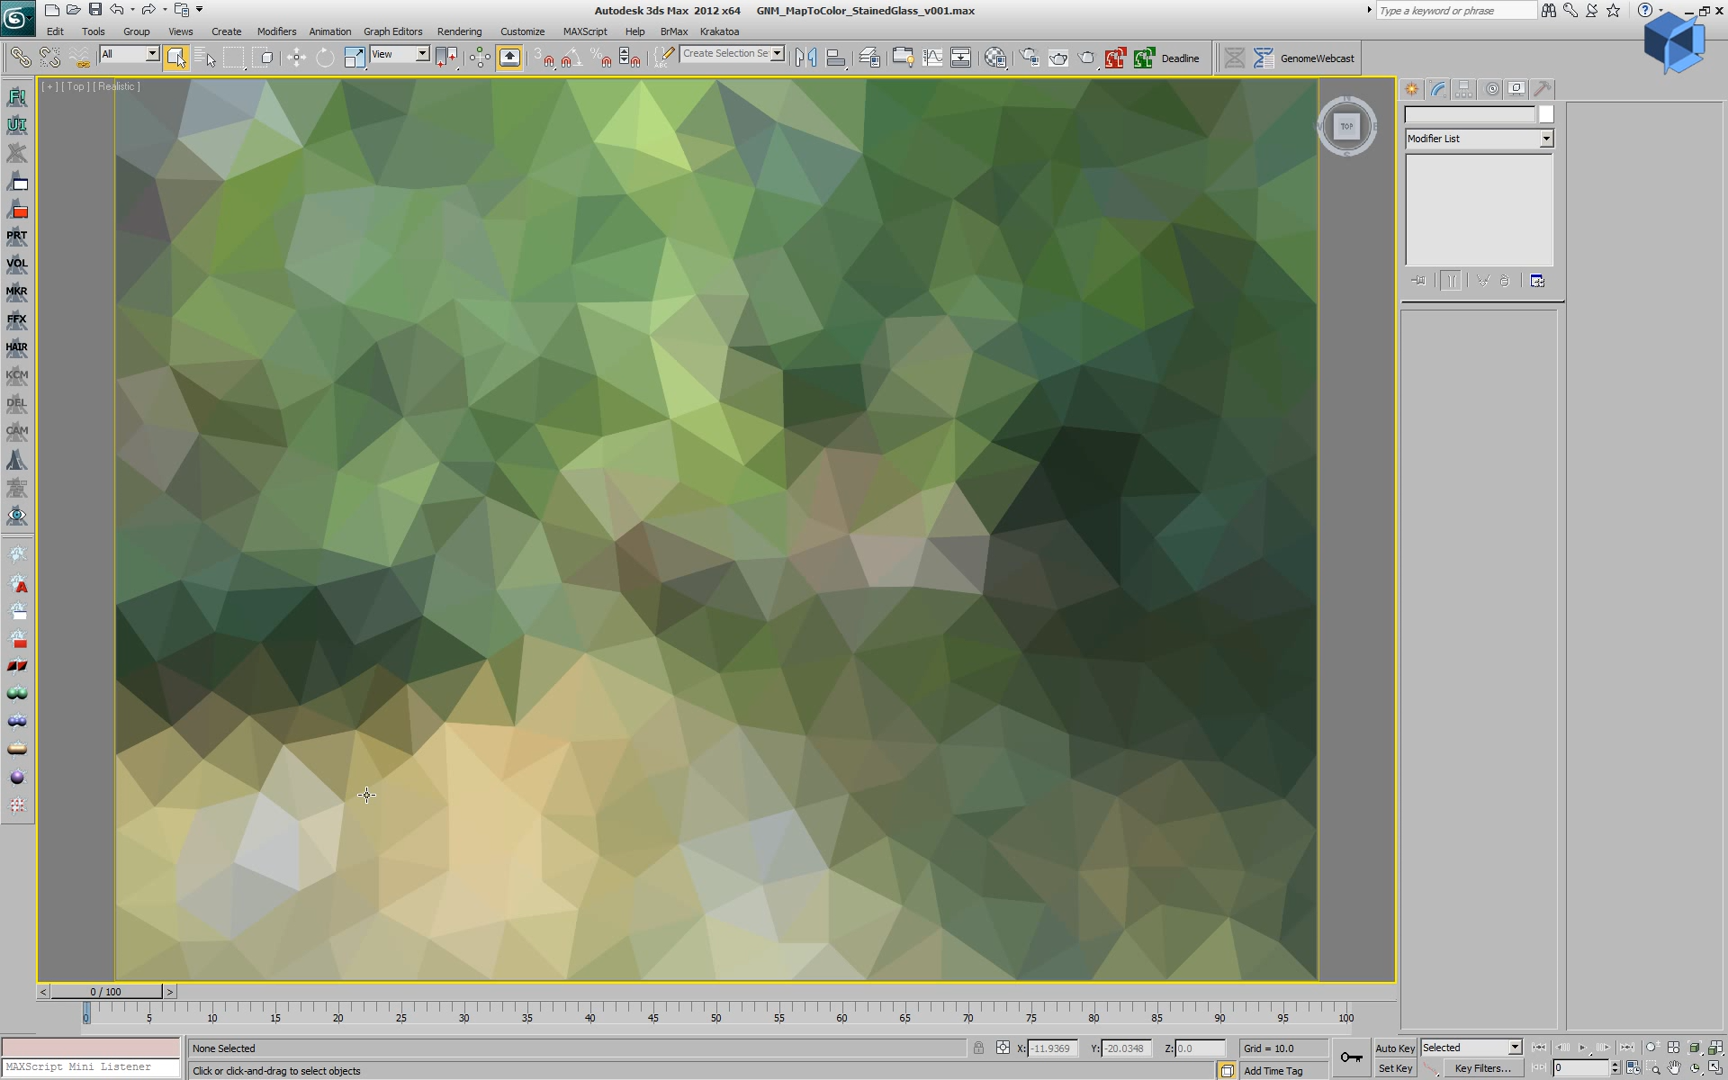 Autodesk 3ds Max 2012 x64 GNM_MapToColor_StainedGlass_v001.max
Type a keyword or phrase
Edit Tools Group Views Create Modifiers Animation Graph Editors Rendering Customize MAXScript Help BrMax Krakatoa
All View Create Selection Se Deadline GenomeWebcast
[ + ] [ Top ] [ Realistic ]
TOP
Modifier List
F!
UI
PRT
VOL
MKR
FFX
HAIR
KCM
DEL
CAM
< 0 / 100 >
0 5 10 15 20 25 30 35 40 45 50 55 60 65 70 75 80 85 90 95 100
None Selected X: -11.9369 Y: -20.0348 Z: 0.0 Grid = 10.0 Auto Key Selected
MAXScript Mini Listener Click or click-and-drag to select objects Add Time Tag Set Key Key Filters... 0